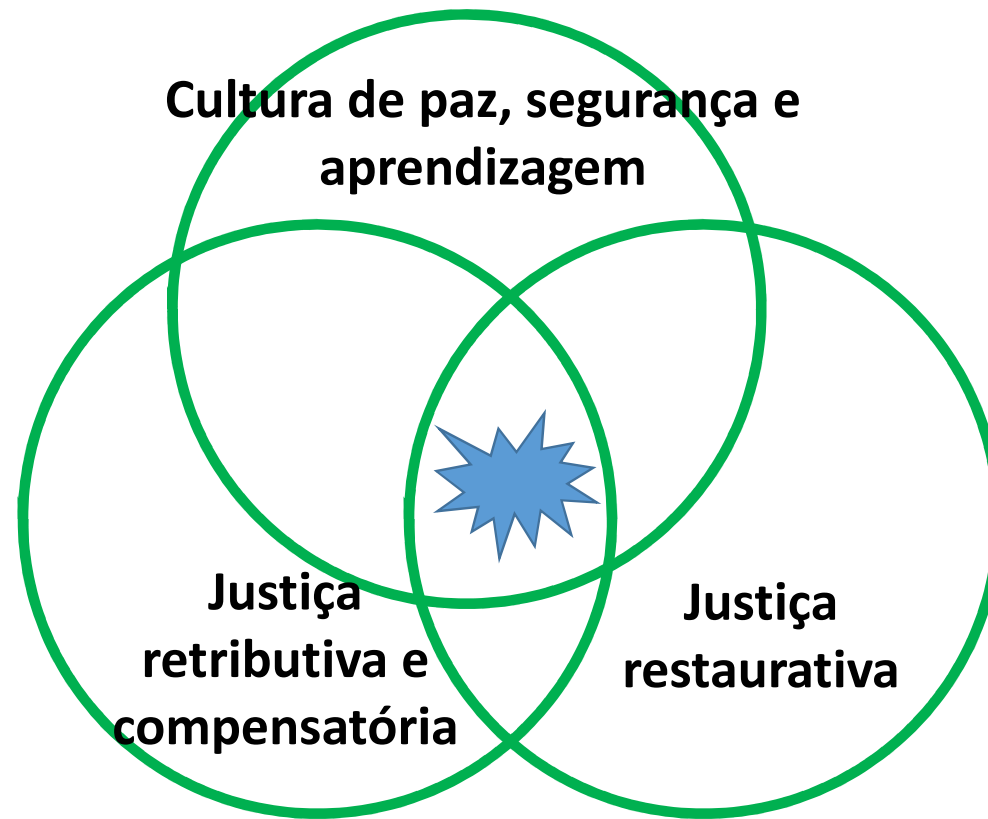 Cultura de paz, segurança e
aprendizagem
Justiça
retributiva e
compensatória
Justiça
restaurativa